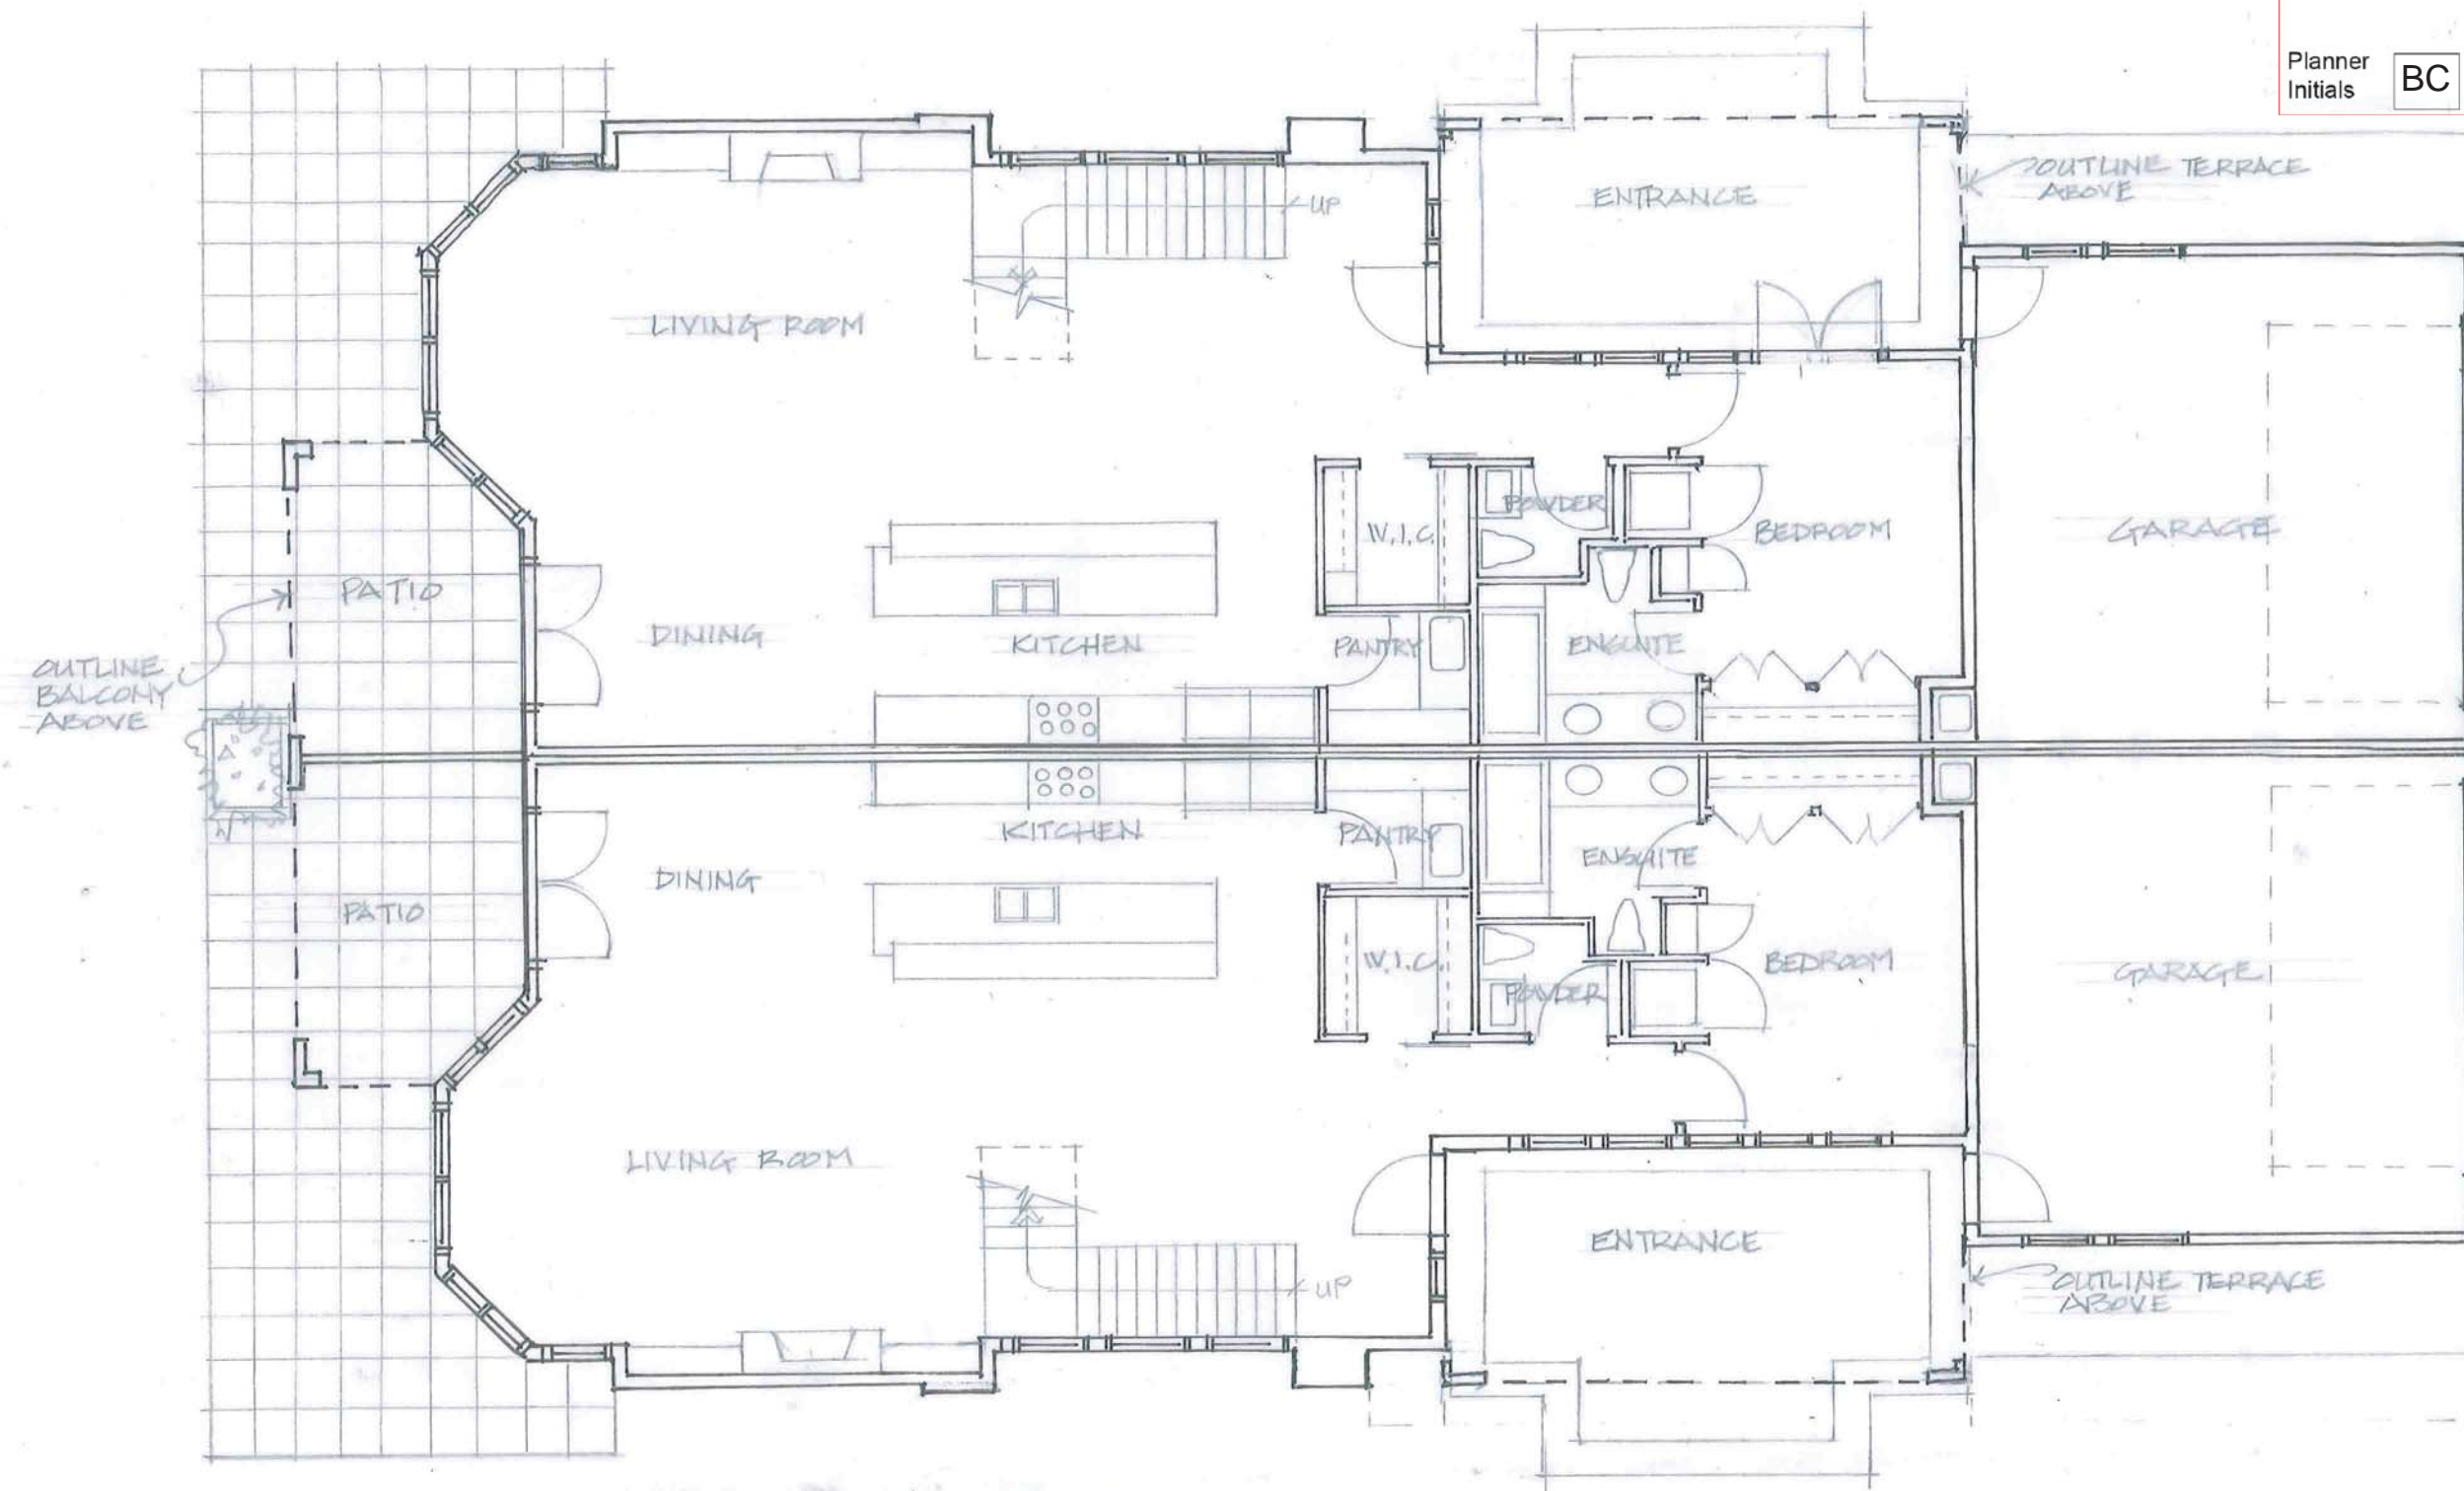 Planner
Initials
BC
OUTLINE TERRACE
ABOVE
ENTRANCE
UP
LIVING ROOM
POWDER
W.I.C.
BEDROOM
GARAGE
PATIO
DINING
KITCHEN
PANTRY
ENSUITE
OUTLINE
BALCONY
ABOVE
KITCHEN
PANTRY
ENSUITE
DINING
PATIO
W.I.C.
POWDER
BEDROOM
GARAGE
LIVING ROOM
ENTRANCE
UP
OUTLINE TERRACE
ABOVE